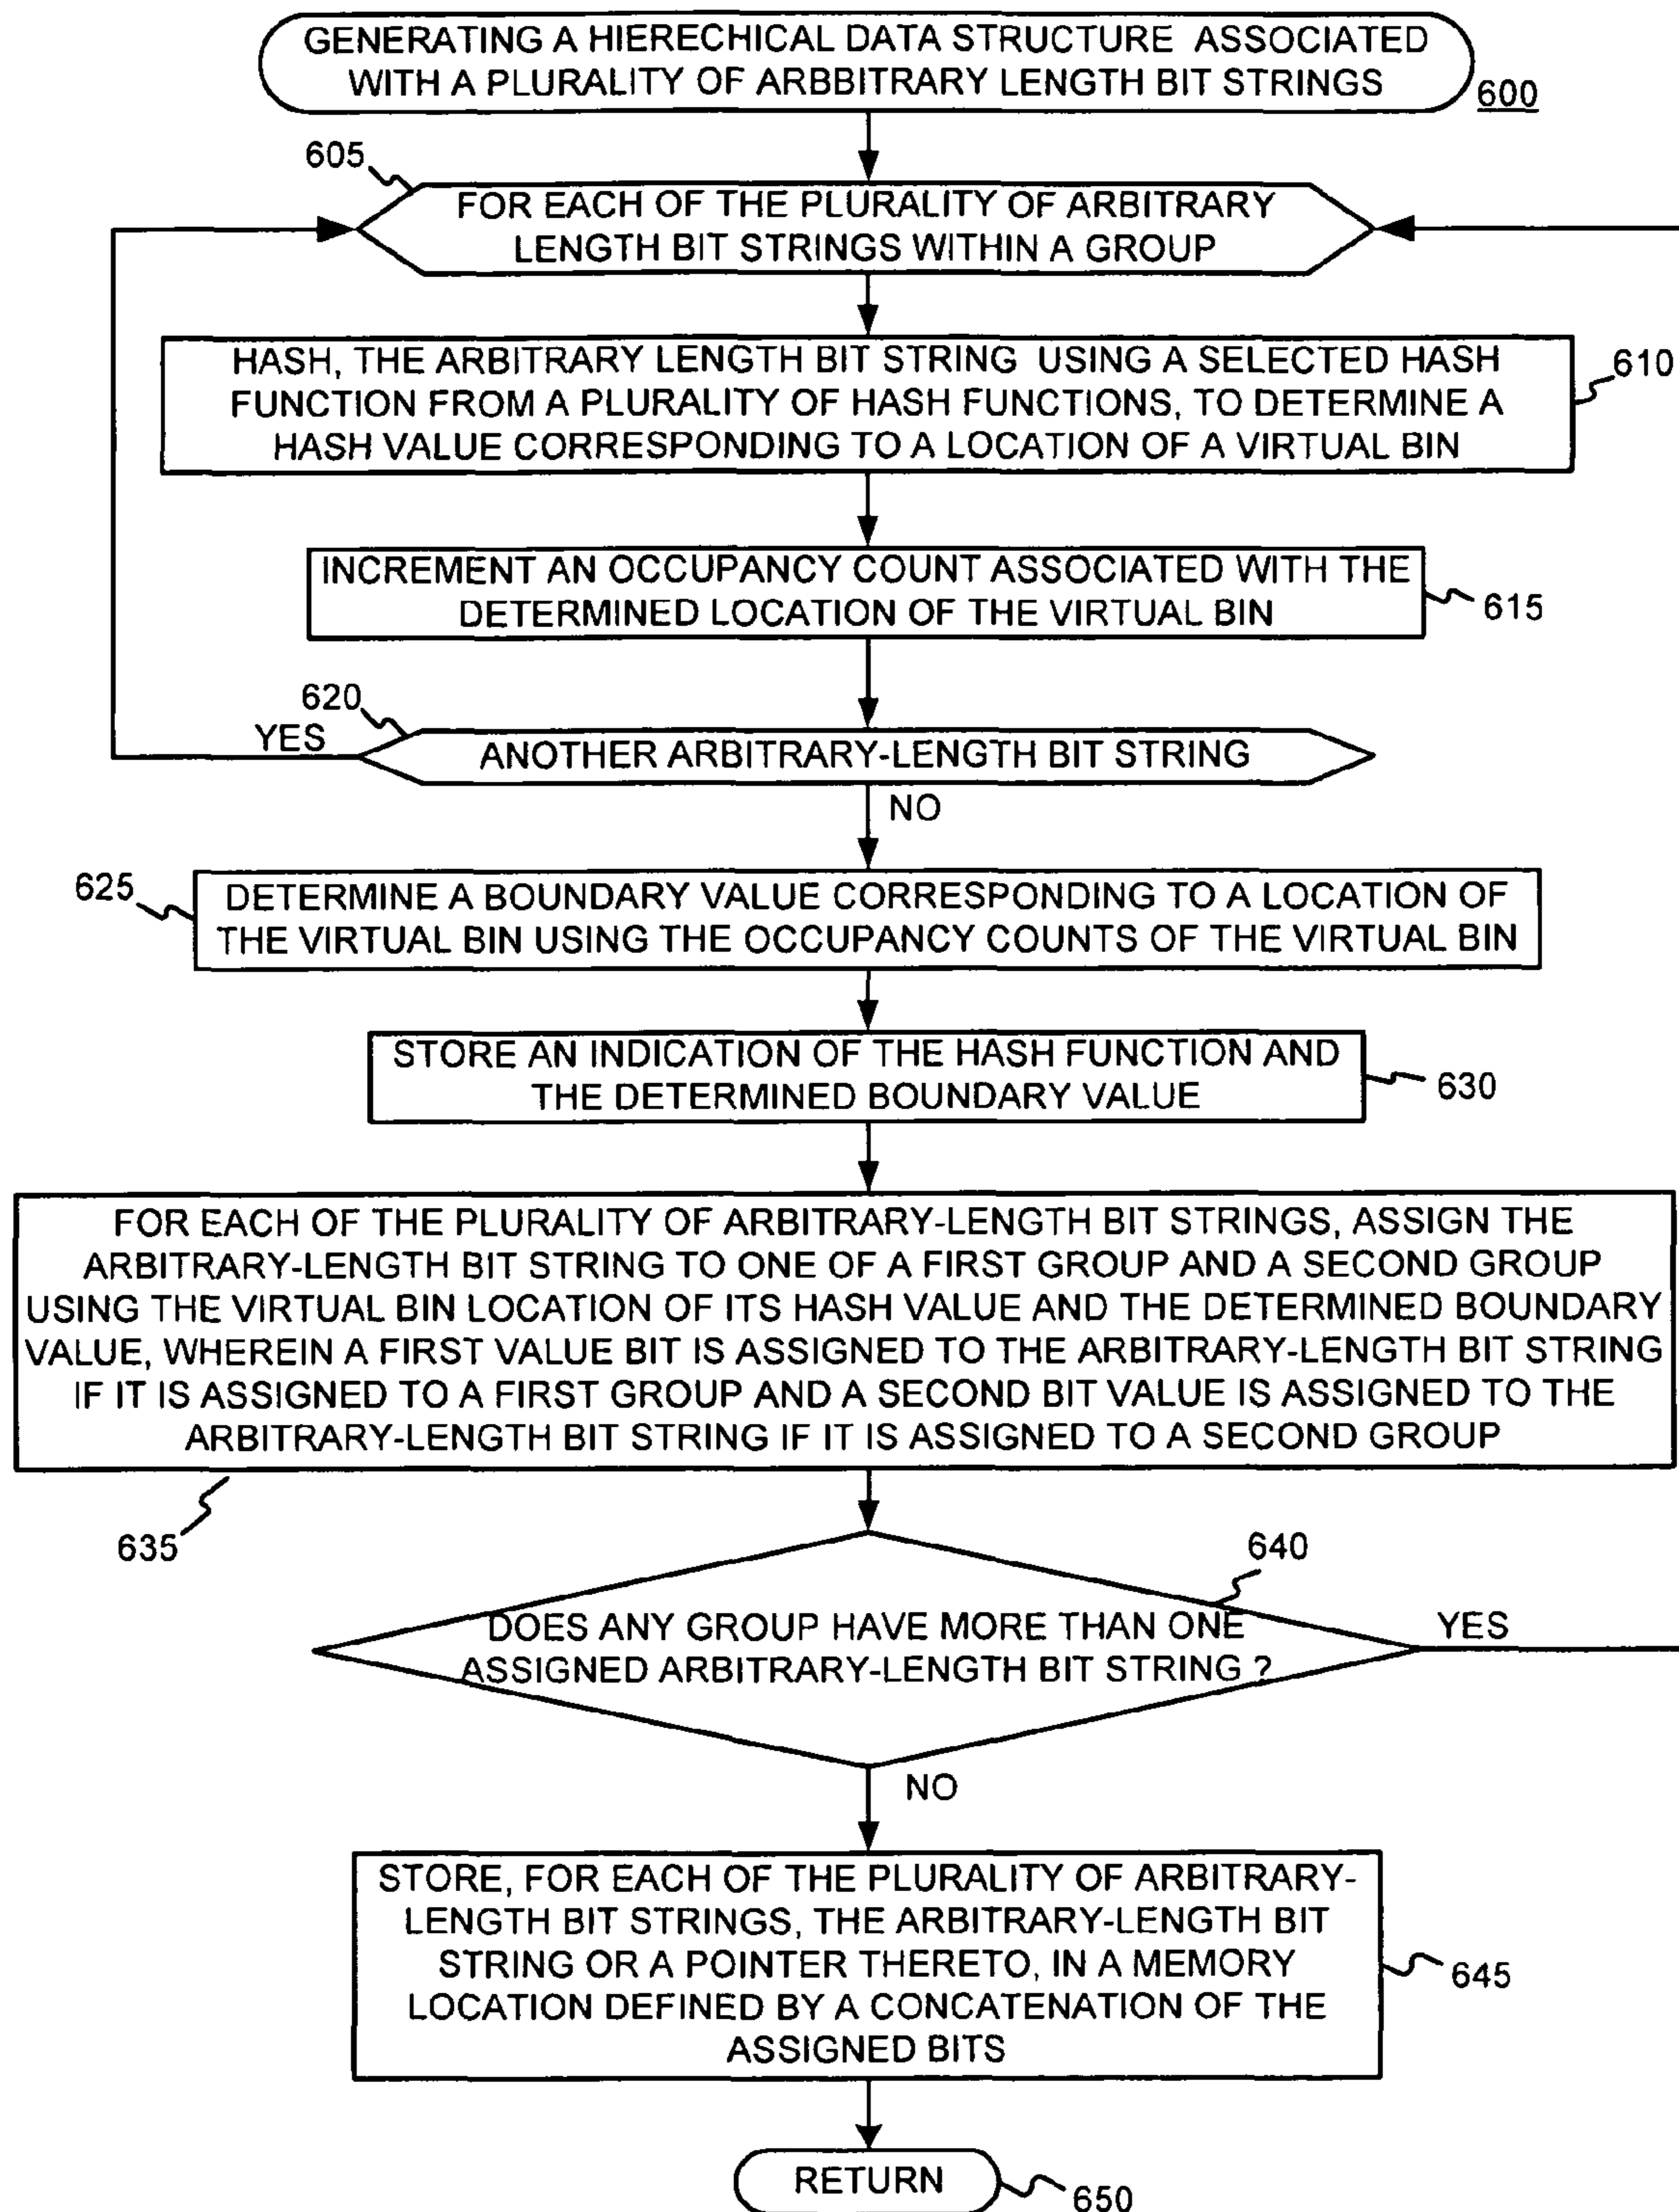 GENERATING A HIERECHICAL DATA STRUCTURE ASSOCIATED
WITH A PLURALITY OF ARBBITRARY LENGTH BIT STRINGS
600
605
FOR EACH OF THE PLURALITY OF ARBITRARY
LENGTH BIT STRINGS WITHIN A GROUP
HASH, THE ARBITRARY LENGTH BIT STRING USING A SELECTED HASH
FUNCTION FROM A PLURALITY OF HASH FUNCTIONS, TO DETERMINE A
HASH VALUE CORRESPONDING TO A LOCATION OF A VIRTUAL BIN
610
INCREMENT AN OCCUPANCY COUNT ASSOCIATED WITH THE
DETERMINED LOCATION OF THE VIRTUAL BIN
615
620
YES
ANOTHER ARBITRARY-LENGTH BIT STRING
NO
625
DETERMINE A BOUNDARY VALUE CORRESPONDING TO A LOCATION OF
THE VIRTUAL BIN USING THE OCCUPANCY COUNTS OF THE VIRTUAL BIN
STORE AN INDICATION OF THE HASH FUNCTION AND
THE DETERMINED BOUNDARY VALUE
630
FOR EACH OF THE PLURALITY OF ARBITRARY-LENGTH BIT STRINGS, ASSIGN THE
ARBITRARY-LENGTH BIT STRING TO ONE OF A FIRST GROUP AND A SECOND GROUP
USING THE VIRTUAL BIN LOCATION OF ITS HASH VALUE AND THE DETERMINED BOUNDARY
VALUE, WHEREIN A FIRST VALUE BIT IS ASSIGNED TO THE ARBITRARY-LENGTH BIT STRING
IF IT IS ASSIGNED TO A FIRST GROUP AND A SECOND BIT VALUE IS ASSIGNED TO THE
ARBITRARY-LENGTH BIT STRING IF IT IS ASSIGNED TO A SECOND GROUP
635
640
DOES ANY GROUP HAVE MORE THAN ONE
ASSIGNED ARBITRARY-LENGTH BIT STRING ?
YES
NO
STORE, FOR EACH OF THE PLURALITY OF ARBITRARY-
LENGTH BIT STRINGS, THE ARBITRARY-LENGTH BIT
STRING OR A POINTER THERETO, IN A MEMORY
LOCATION DEFINED BY A CONCATENATION OF THE
ASSIGNED BITS
645
RETURN
650